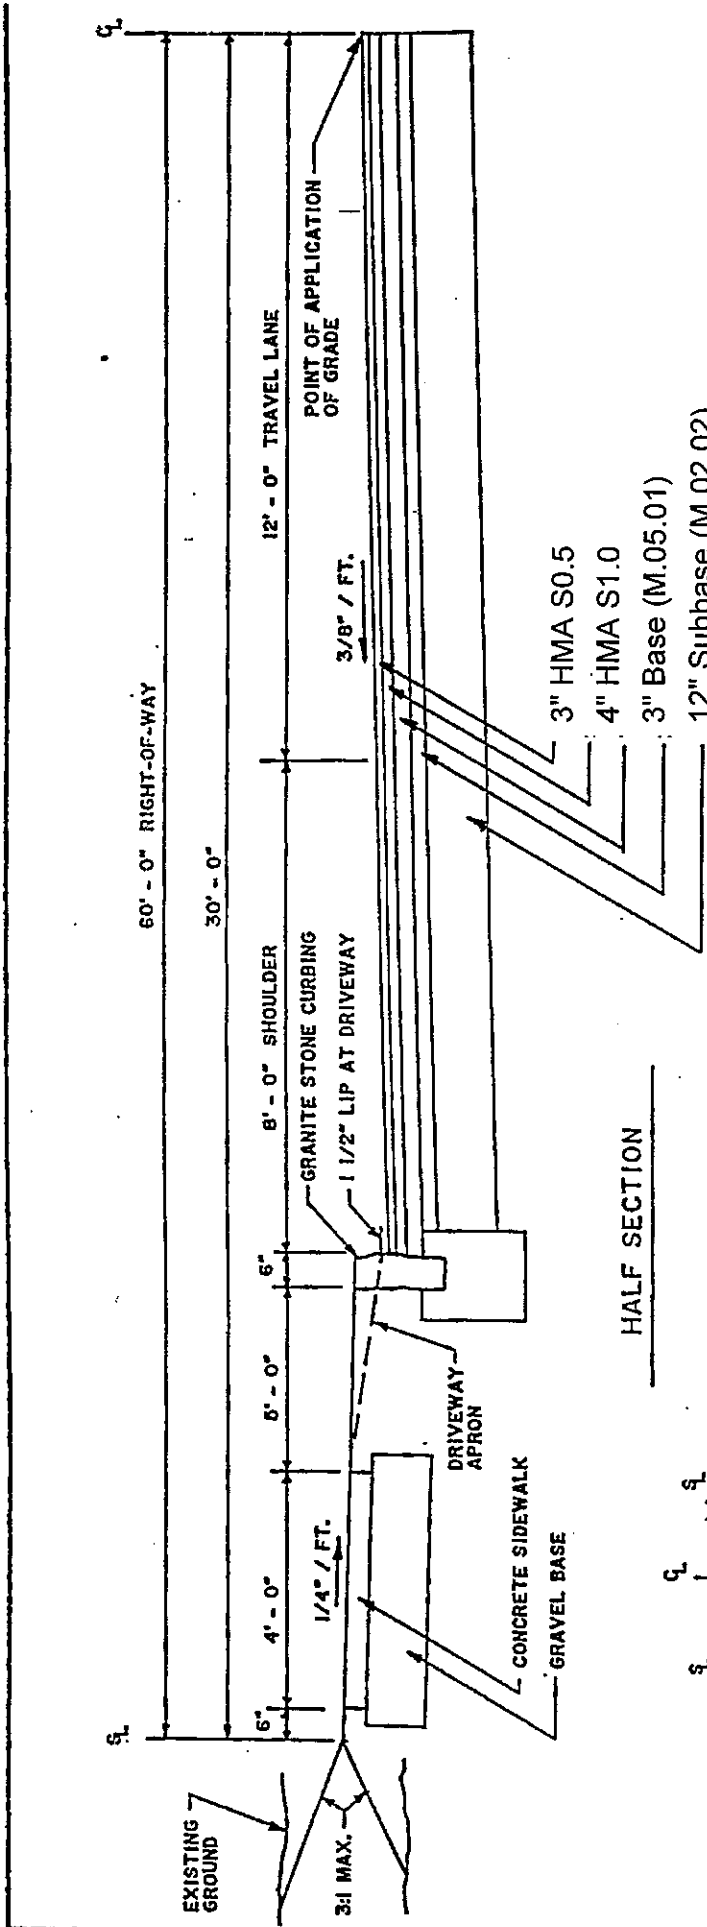 60' - 0" RIGHT-OF-WAY
30' - 0"
6"
4' - 0"
5' - 0"
6"
8' - 0" SHOULDER
12' - 0" TRAVEL LANE
EXISTING
GROUND
3:1 MAX.
1/4" / FT.
GRANITE STONE CURBING
1 1/2" LIP AT DRIVEWAY
3/8" / FT.
POINT OF APPLICATION
OF GRADE
DRIVEWAY
APRON
CONCRETE SIDEWALK
GRAVEL BASE
3" HMA S0.5
4" HMA S1.0
3" Base (M.05.01)
12" Subbase (M.02.02)
HALF SECTION